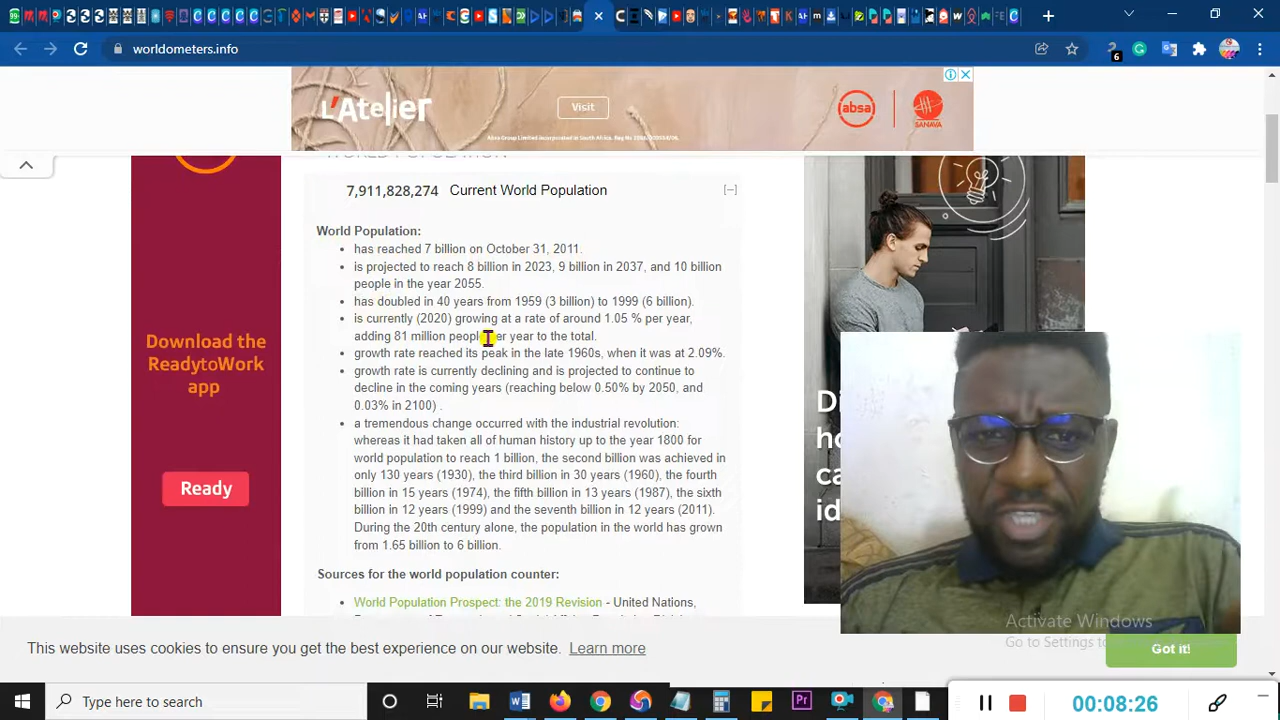 worldometers.info
6
L'Atelier
Visit
absa
SANAVA
7,911,828,274 Current World Population
[−]
World Population:
• has reached 7 billion on October 31, 2011.
• is projected to reach 8 billion in 2023, 9 billion in 2037, and 10 billion
people in the year 2055.
• has doubled in 40 years from 1959 (3 billion) to 1999 (6 billion).
• is currently (2020) growing at a rate of around 1.05 % per year,
adding 81 million people per year to the total.
• growth rate reached its peak in the late 1960s, when it was at 2.09%.
• growth rate is currently declining and is projected to continue to
decline in the coming years (reaching below 0.50% by 2050, and
0.03% in 2100) .
• a tremendous change occurred with the industrial revolution:
whereas it had taken all of human history up to the year 1800 for
world population to reach 1 billion, the second billion was achieved in
only 130 years (1930), the third billion in 30 years (1960), the fourth
billion in 15 years (1974), the fifth billion in 13 years (1987), the sixth
billion in 12 years (1999) and the seventh billion in 12 years (2011).
During the 20th century alone, the population in the world has grown
from 1.65 billion to 6 billion.
Sources for the world population counter:
• World Population Prospect: the 2019 Revision - United Nations,
Download the
ReadytoWork
app
Ready
Activate Windows
Go to Settings to
This website uses cookies to ensure you get the best experience on our website. Learn more
Got it!
Type here to search
00:08:26